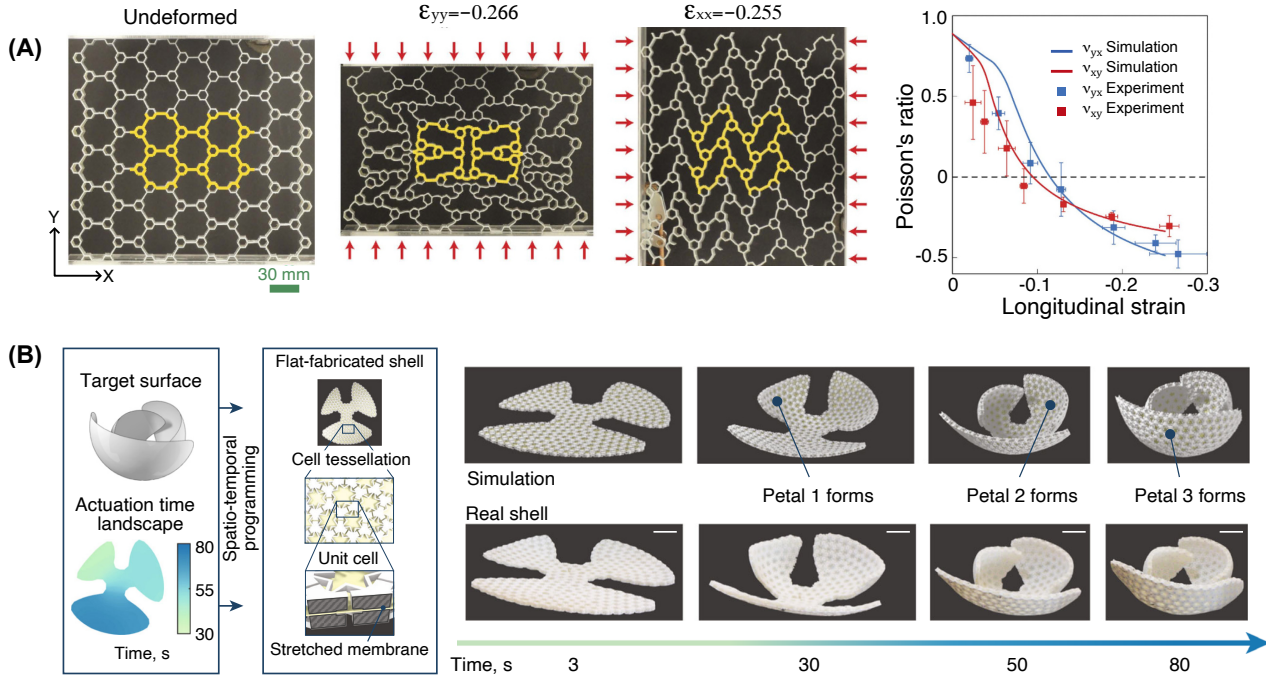 (A)
Undeformed
Y
X
30 mm
εyy=-0.266
εxx=-0.255
Poisson's ratio
1.0
0.5
0
-0.5
νyx Simulation
νxy Simulation
νyx Experiment
νxy Experiment
0
-0.1
-0.2
-0.3
Longitudinal strain
(B)
Target surface
Actuation time
landscape
80
55
30
Time, s
Spatio-temporal
programming
Flat-fabricated shell
Cell tessellation
Unit cell
Stretched membrane
Simulation
Petal 1 forms
Petal 2 forms
Petal 3 forms
Real shell
Time, s
3
30
50
80